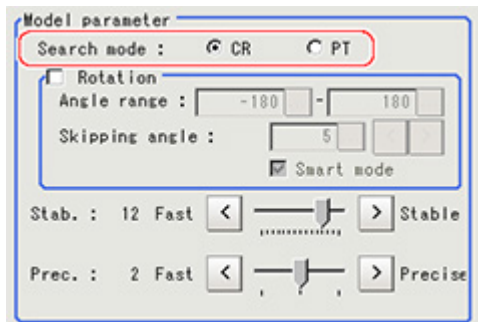 Model parameter
Search mode : CR PT
Rotation
Angle range : -180 - 180
Skipping angle : 5 < >
Smart mode
Stab. : 12 Fast < > Stable
Prec. : 2 Fast < > Precise